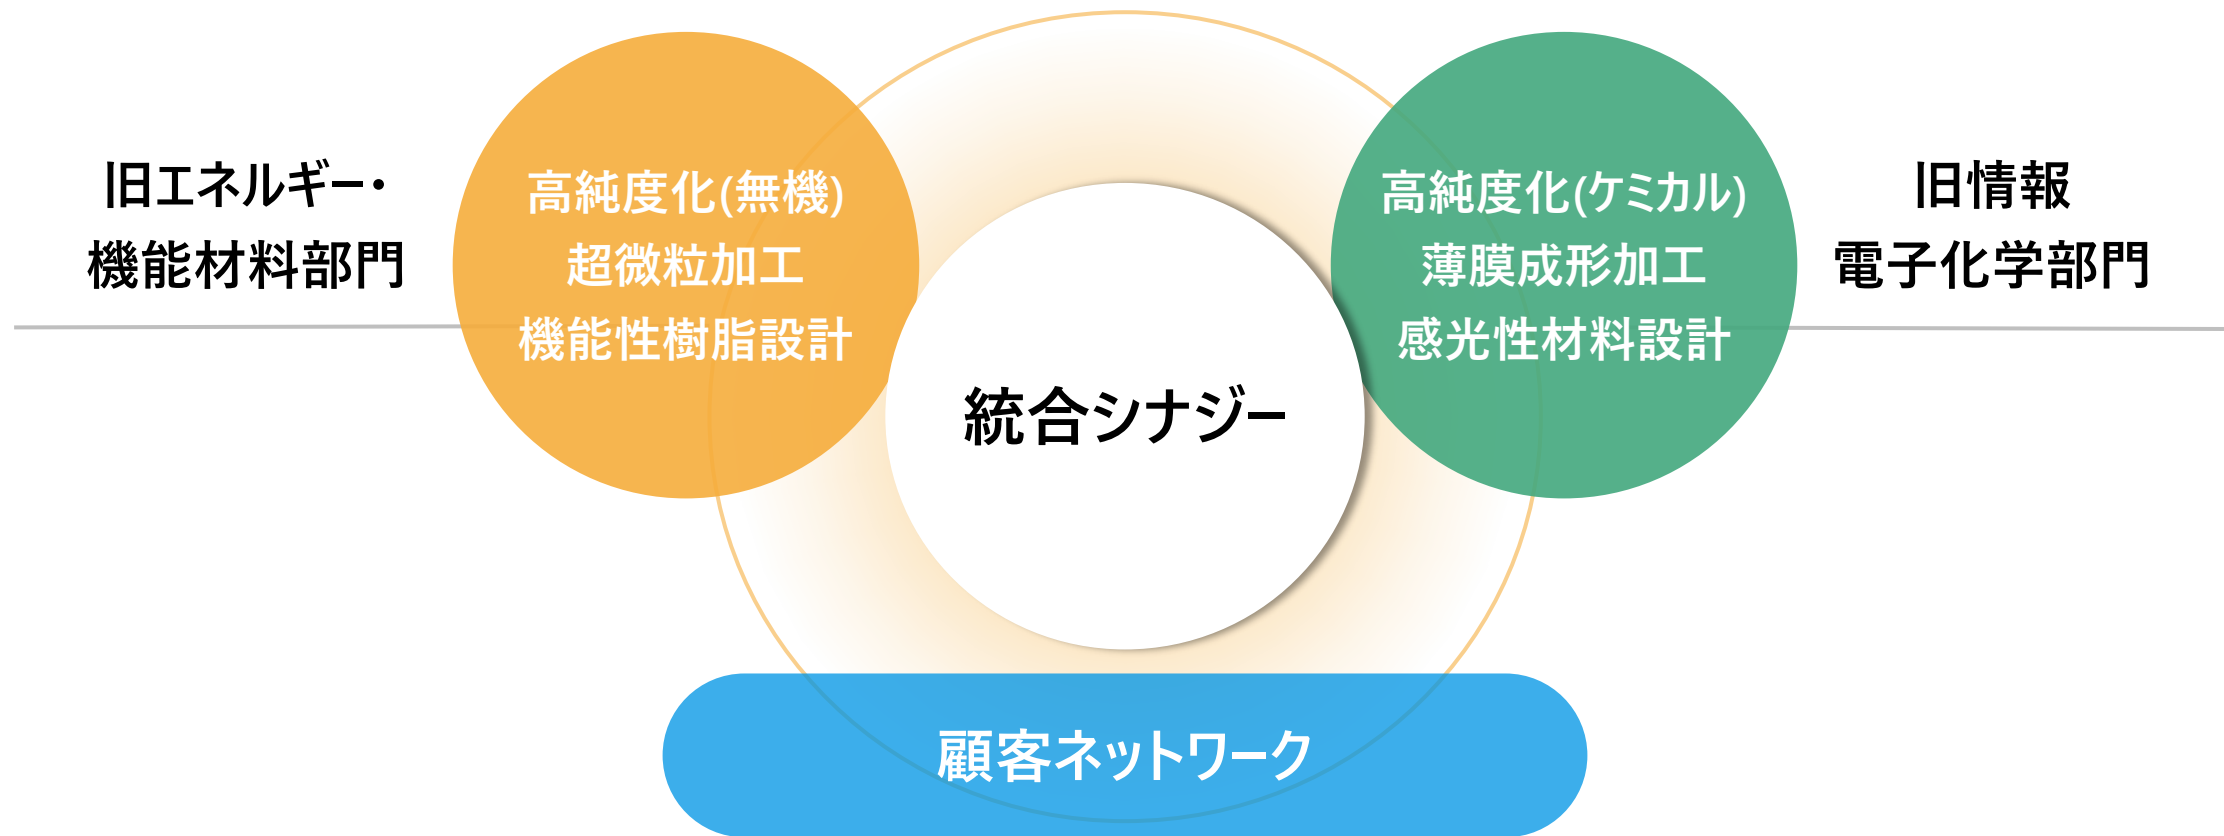 旧エネルギー・
機能材料部門
高純度化(無機)
超微粒加工
機能性樹脂設計
統合シナジー
高純度化(ケミカル)
薄膜成形加工
感光性材料設計
旧情報
電子化学部門
顧客ネットワーク